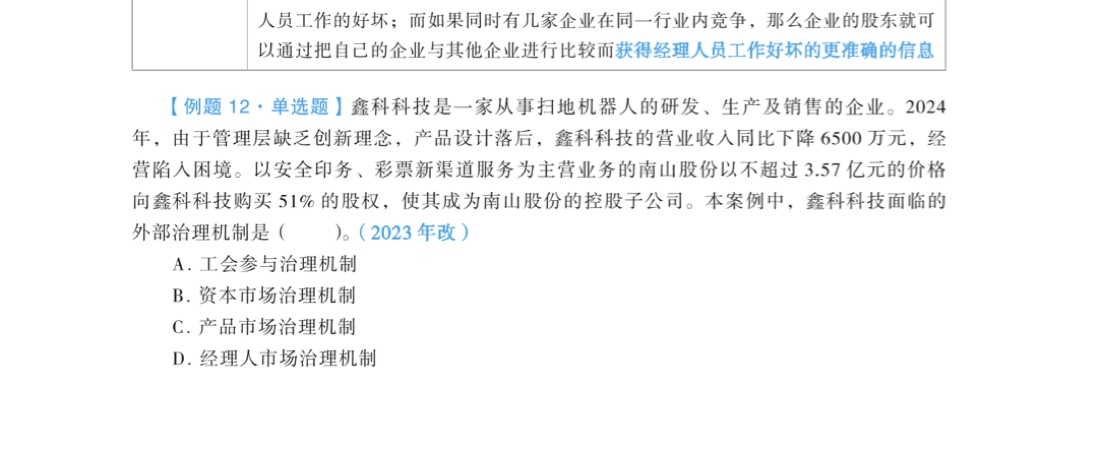 人员工作的好坏；而如果同时有几家企业在同一行业内竞争，那么企业的股东就可
以通过把自己的企业与其他企业进行比较而获得经理人员工作好坏的更准确的信息
【例题 12·单选题】鑫科科技是一家从事扫地机器人的研发、生产及销售的企业。2024
年，由于管理层缺乏创新理念，产品设计落后，鑫科科技的营业收入同比下降 6500 万元，经
营陷入困境。以安全印务、彩票新渠道服务为主营业务的南山股份以不超过 3.57 亿元的价格
向鑫科科技购买 51% 的股权，使其成为南山股份的控股子公司。本案例中，鑫科科技面临的
外部治理机制是（　　）。（2023 年改）
A. 工会参与治理机制
B. 资本市场治理机制
C. 产品市场治理机制
D. 经理人市场治理机制